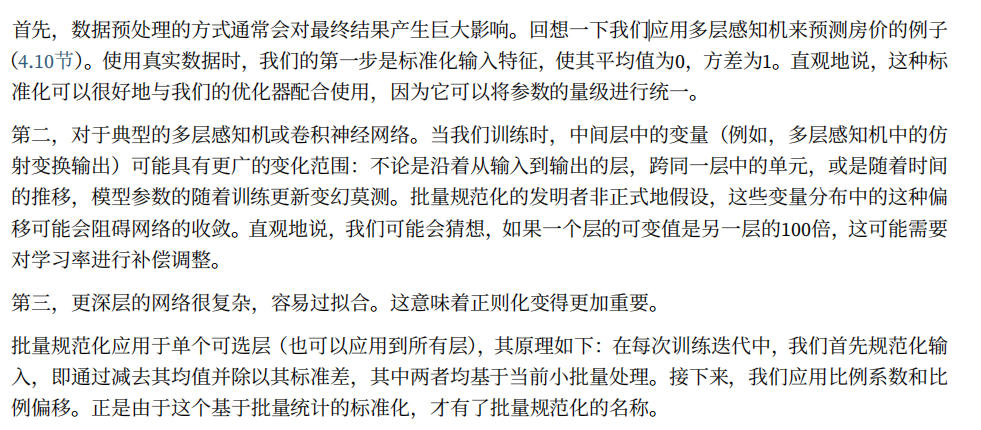 首先，数据预处理的方式通常会对最终结果产生巨大影响。回想一下我们应用多层感知机来预测房价的例子
(4.10节)。使用真实数据时，我们的第一步是标准化输入特征，使其平均值为0，方差为1。直观地说，这种标
准化可以很好地与我们的优化器配合使用，因为它可以将参数的量级进行统一。
第二，对于典型的多层感知机或卷积神经网络。当我们训练时，中间层中的变量（例如，多层感知机中的仿
射变换输出）可能具有更广的变化范围：不论是沿着从输入到输出的层，跨同一层中的单元，或是随着时间
的推移，模型参数的随着训练更新变幻莫测。批量规范化的发明者非正式地假设，这些变量分布中的这种偏
移可能会阻碍网络的收敛。直观地说，我们可能会猜想，如果一个层的可变值是另一层的100倍，这可能需要
对学习率进行补偿调整。
第三，更深层的网络很复杂，容易过拟合。这意味着正则化变得更加重要。
批量规范化应用于单个可选层（也可以应用到所有层），其原理如下：在每次训练迭代中，我们首先规范化输
入，即通过减去其均值并除以其标准差，其中两者均基于当前小批量处理。接下来，我们应用比例系数和比
例偏移。正是由于这个基于批量统计的标准化，才有了批量规范化的名称。